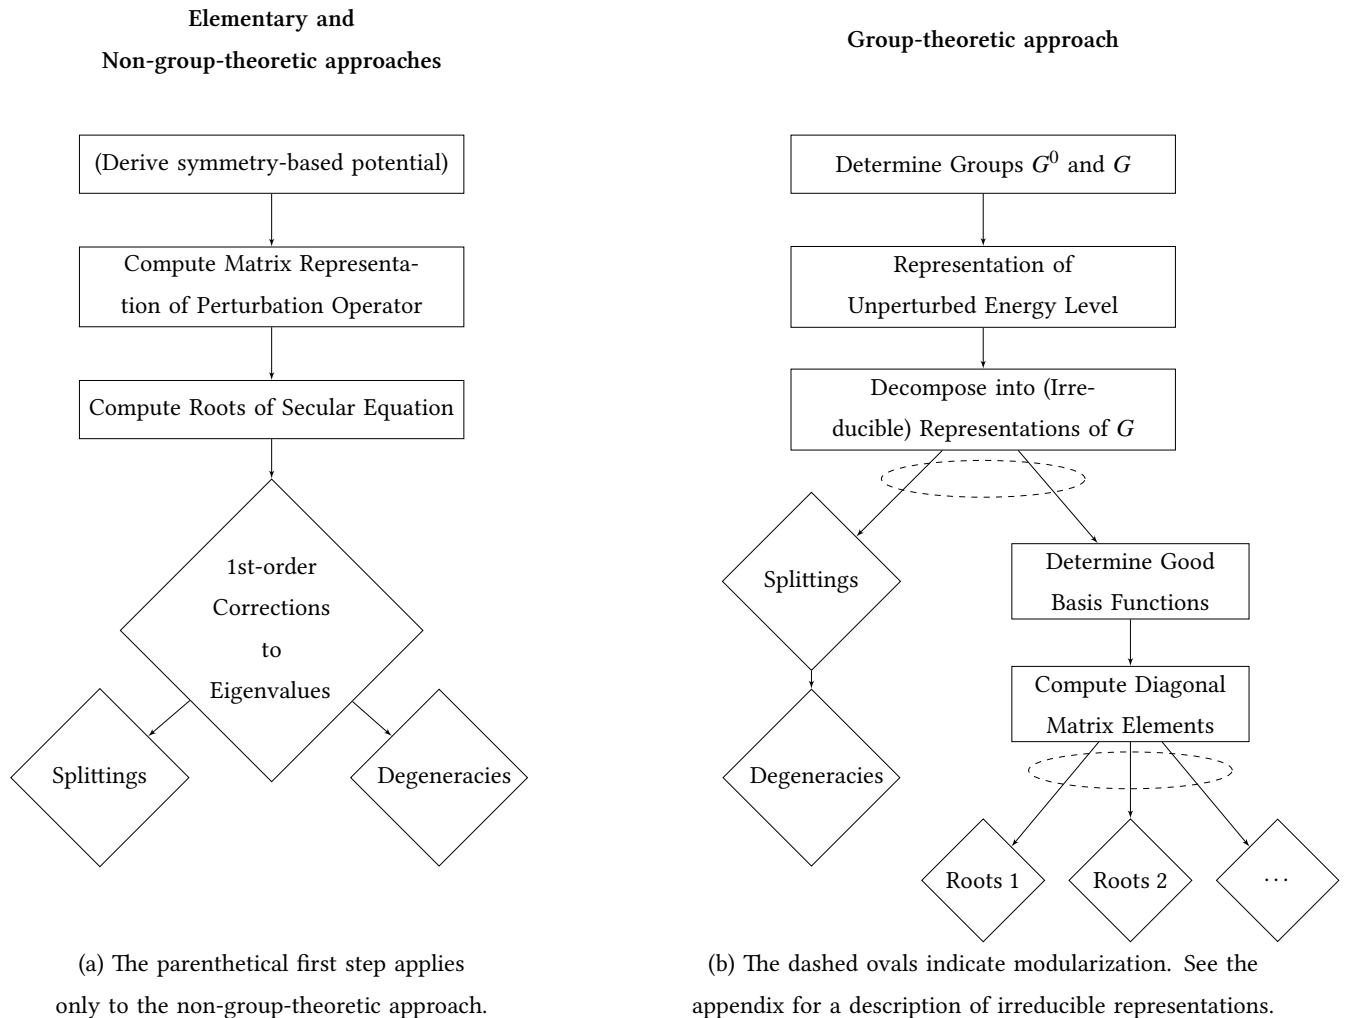 Elementary and
Non-group-theoretic approaches
(Derive symmetry-based potential)
Compute Matrix Representa-
tion of Perturbation Operator
Compute Roots of Secular Equation
1st-order
Corrections
to
Eigenvalues
Splittings
Degeneracies
(a) The parenthetical first step applies
only to the non-group-theoretic approach.
Group-theoretic approach
Determine Groups G⁰ and G
Representation of
Unperturbed Energy Level
Decompose into (Irre-
ducible) Representations of G
Splittings
Degeneracies
Determine Good
Basis Functions
Compute Diagonal
Matrix Elements
Roots 1
Roots 2
⋯
(b) The dashed ovals indicate modularization. See the
appendix for a description of irreducible representations.